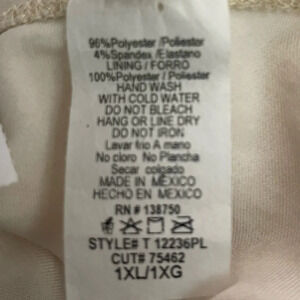 96%Polyester /Poliester
4%Spandex /Elastano
LINING / FORRO
100%Polyester / Poliester
HAND WASH
WITH COLD WATER
DO NOT BLEACH
HANG OR LINE DRY
DO NOT IRON
Lavar frio A mano
No cloro No Plancha
Secar colgado
MADE IN MEXICO
HECHO EN MEXICO
RN # 138750
STYLE# T 12236PL
CUT# 75462
1XL/1XG